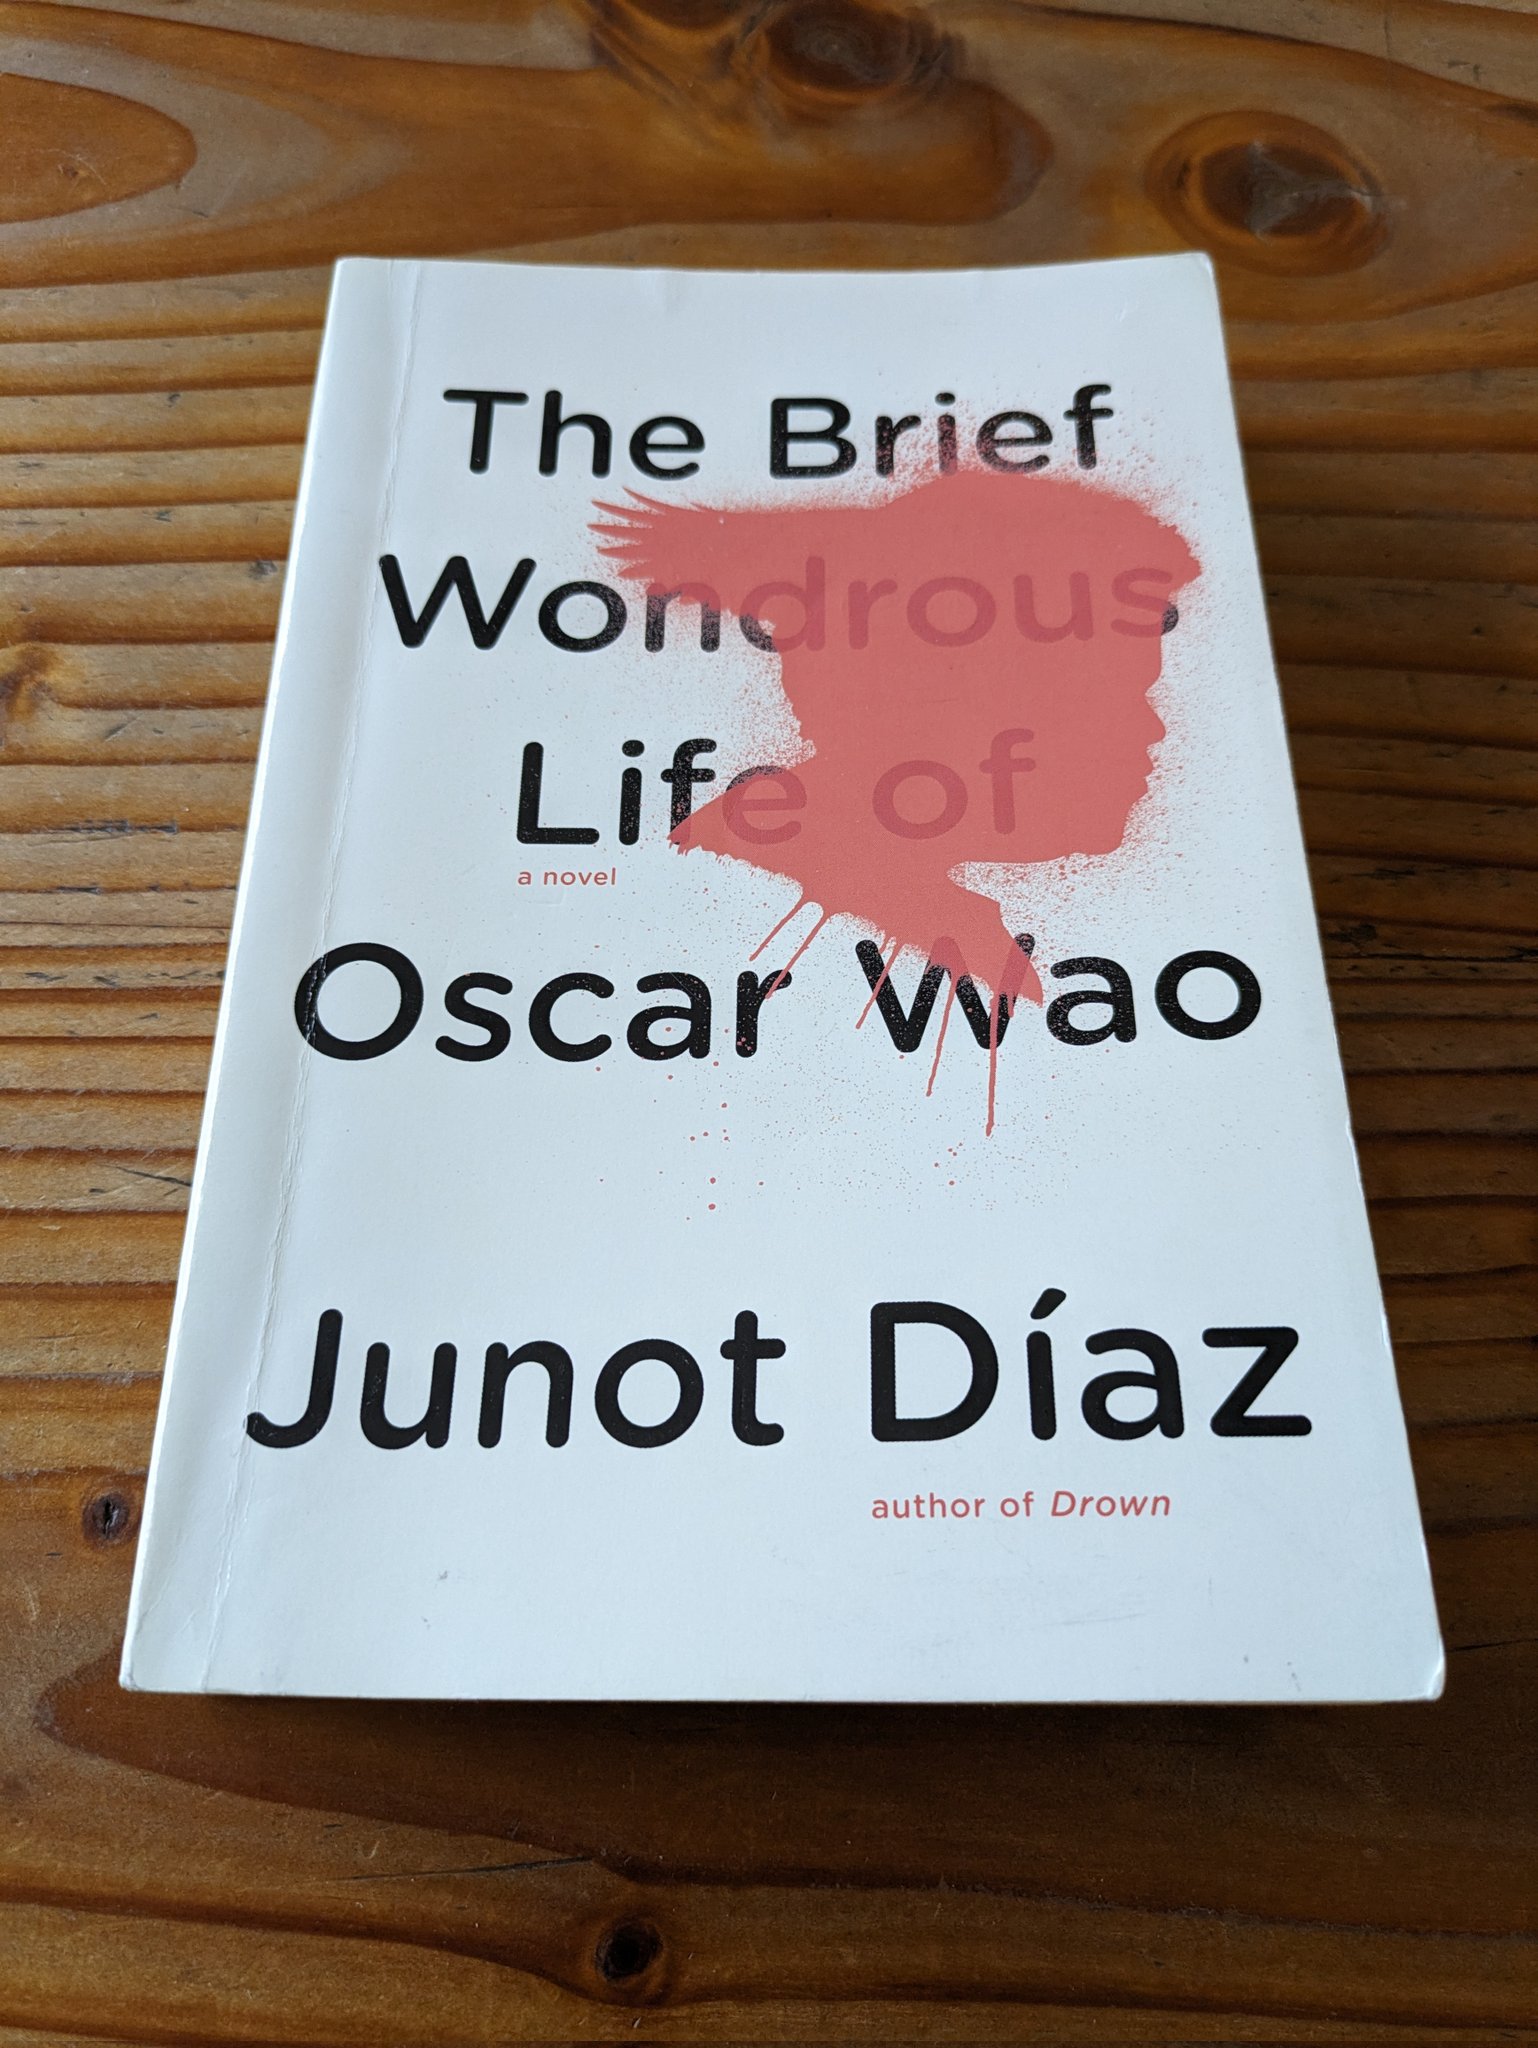 The Brief
Wondrous
Life of
a novel
Oscar Wao
Junot Díaz
author of Drown